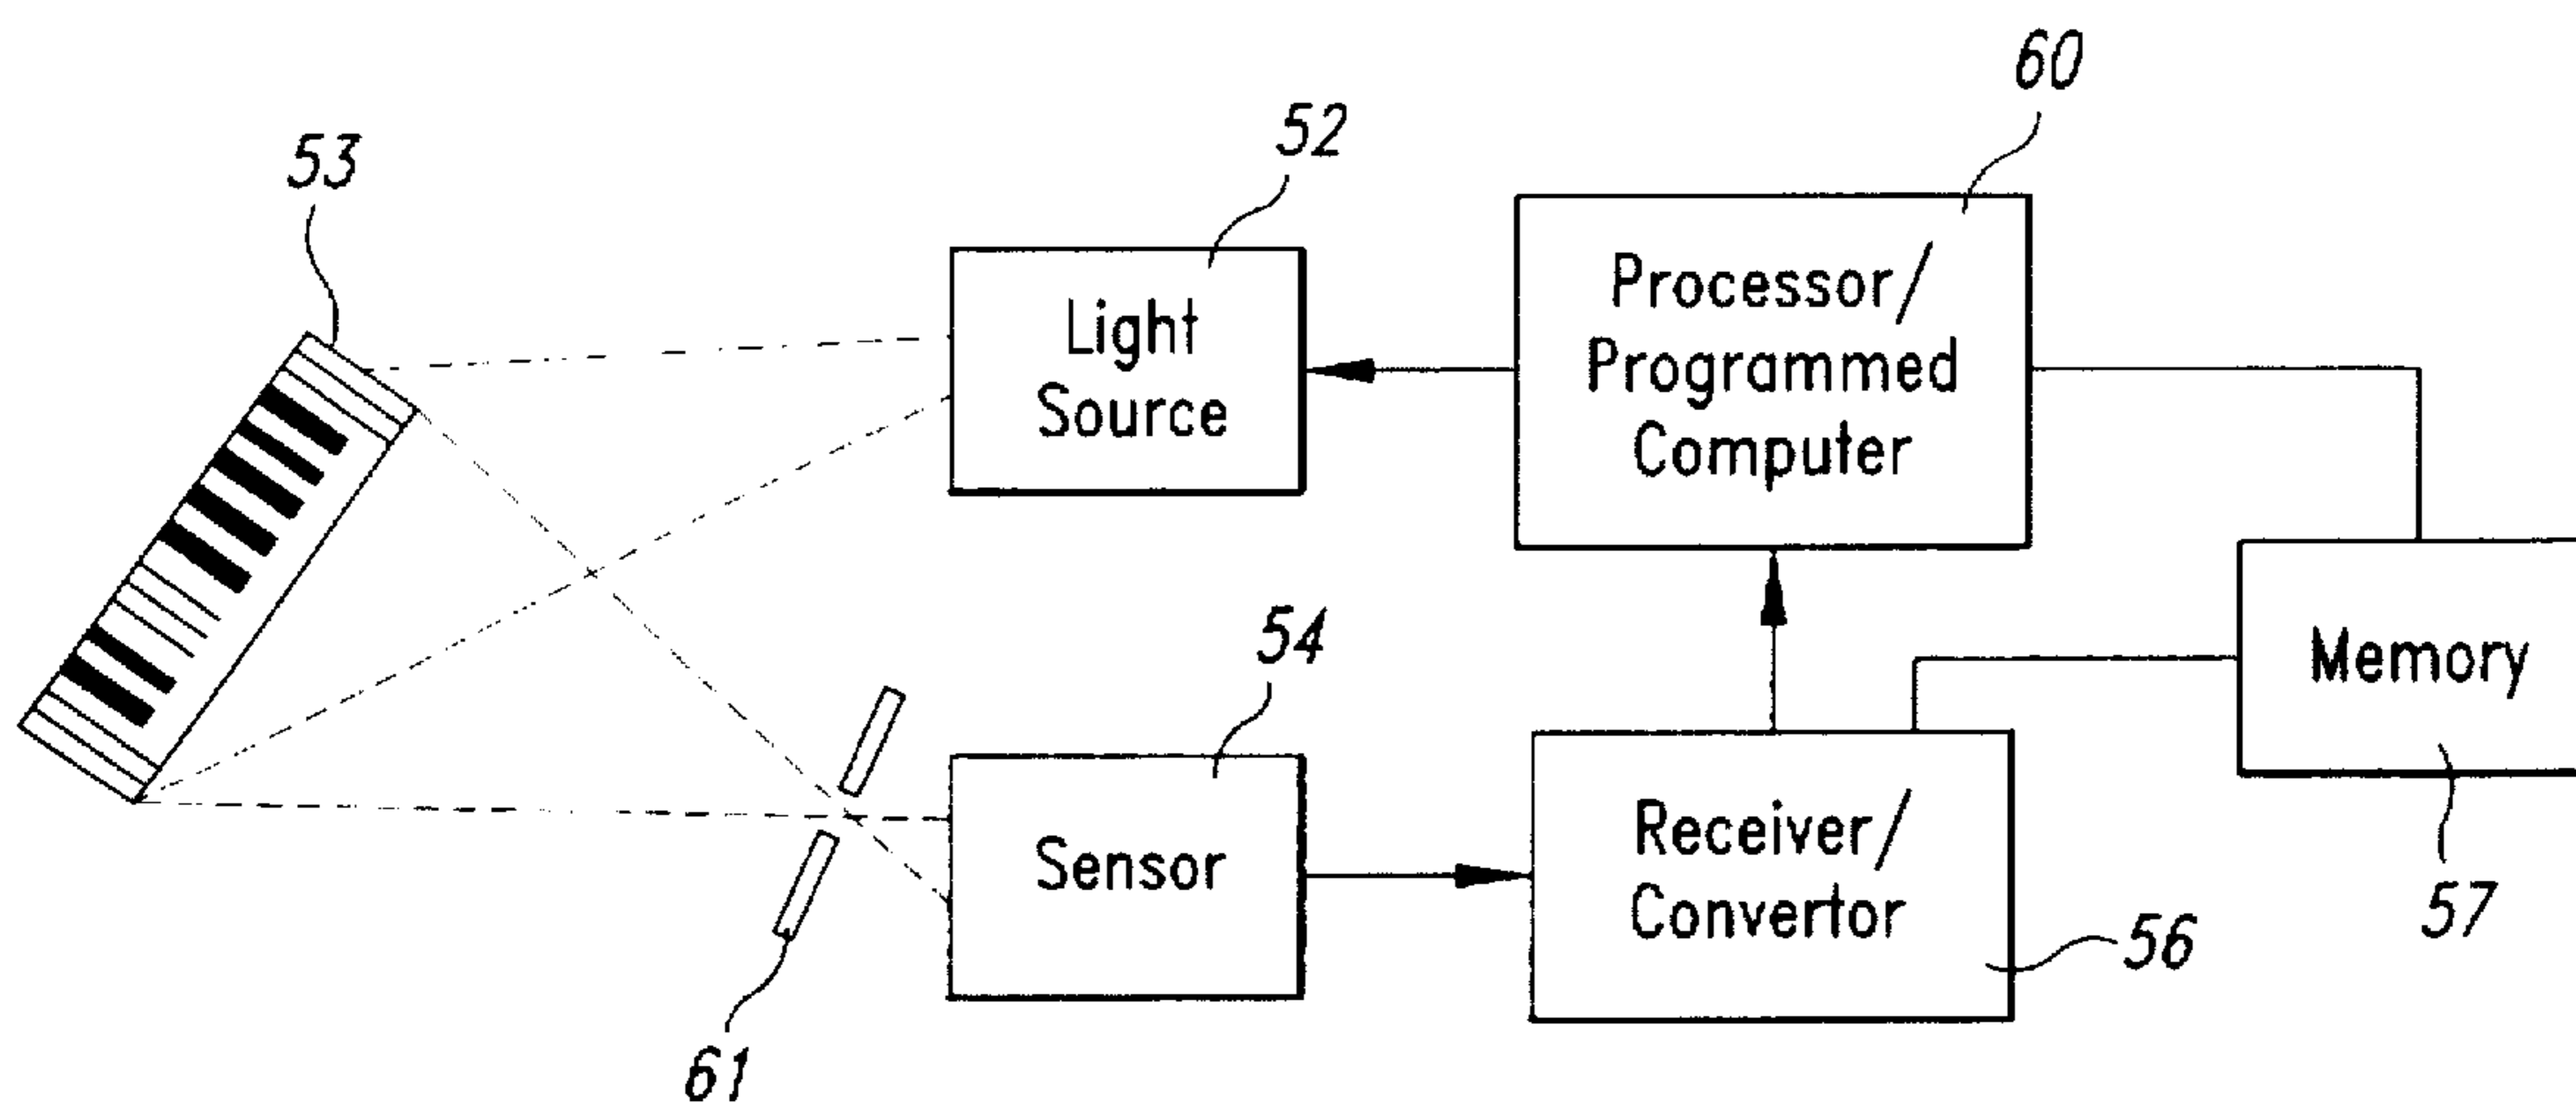 60
52
53
Processor/
Programmed
Computer
Light
Source
54
Memory
Sensor
Receiver/
Convertor
57
56
61